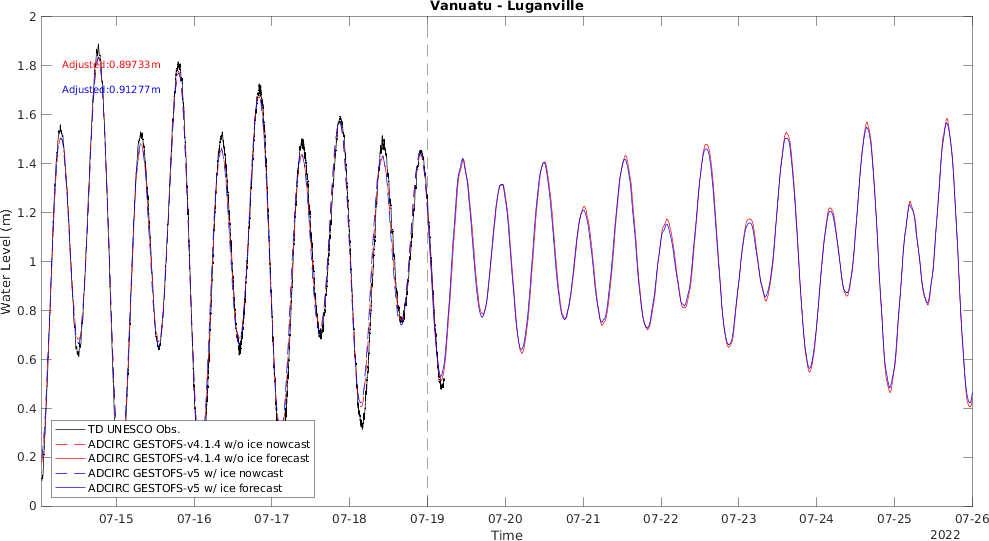 Vanuatu - Luganville
2
1.8
1.6
1.4
1.2
1
0.8
0.6
0.4
0.2
0
Water Level (m)
Adjusted:0.89733m
Adjusted:0.91277m
TD UNESCO Obs.
ADCIRC GESTOFS-v4.1.4 w/o ice nowcast
ADCIRC GESTOFS-v4.1.4 w/o ice forecast
ADCIRC GESTOFS-v5 w/ ice nowcast
ADCIRC GESTOFS-v5 w/ ice forecast
07-15 07-16 07-17 07-18 07-19 07-20 07-21 07-22 07-23 07-24 07-25 07-26
Time
2022